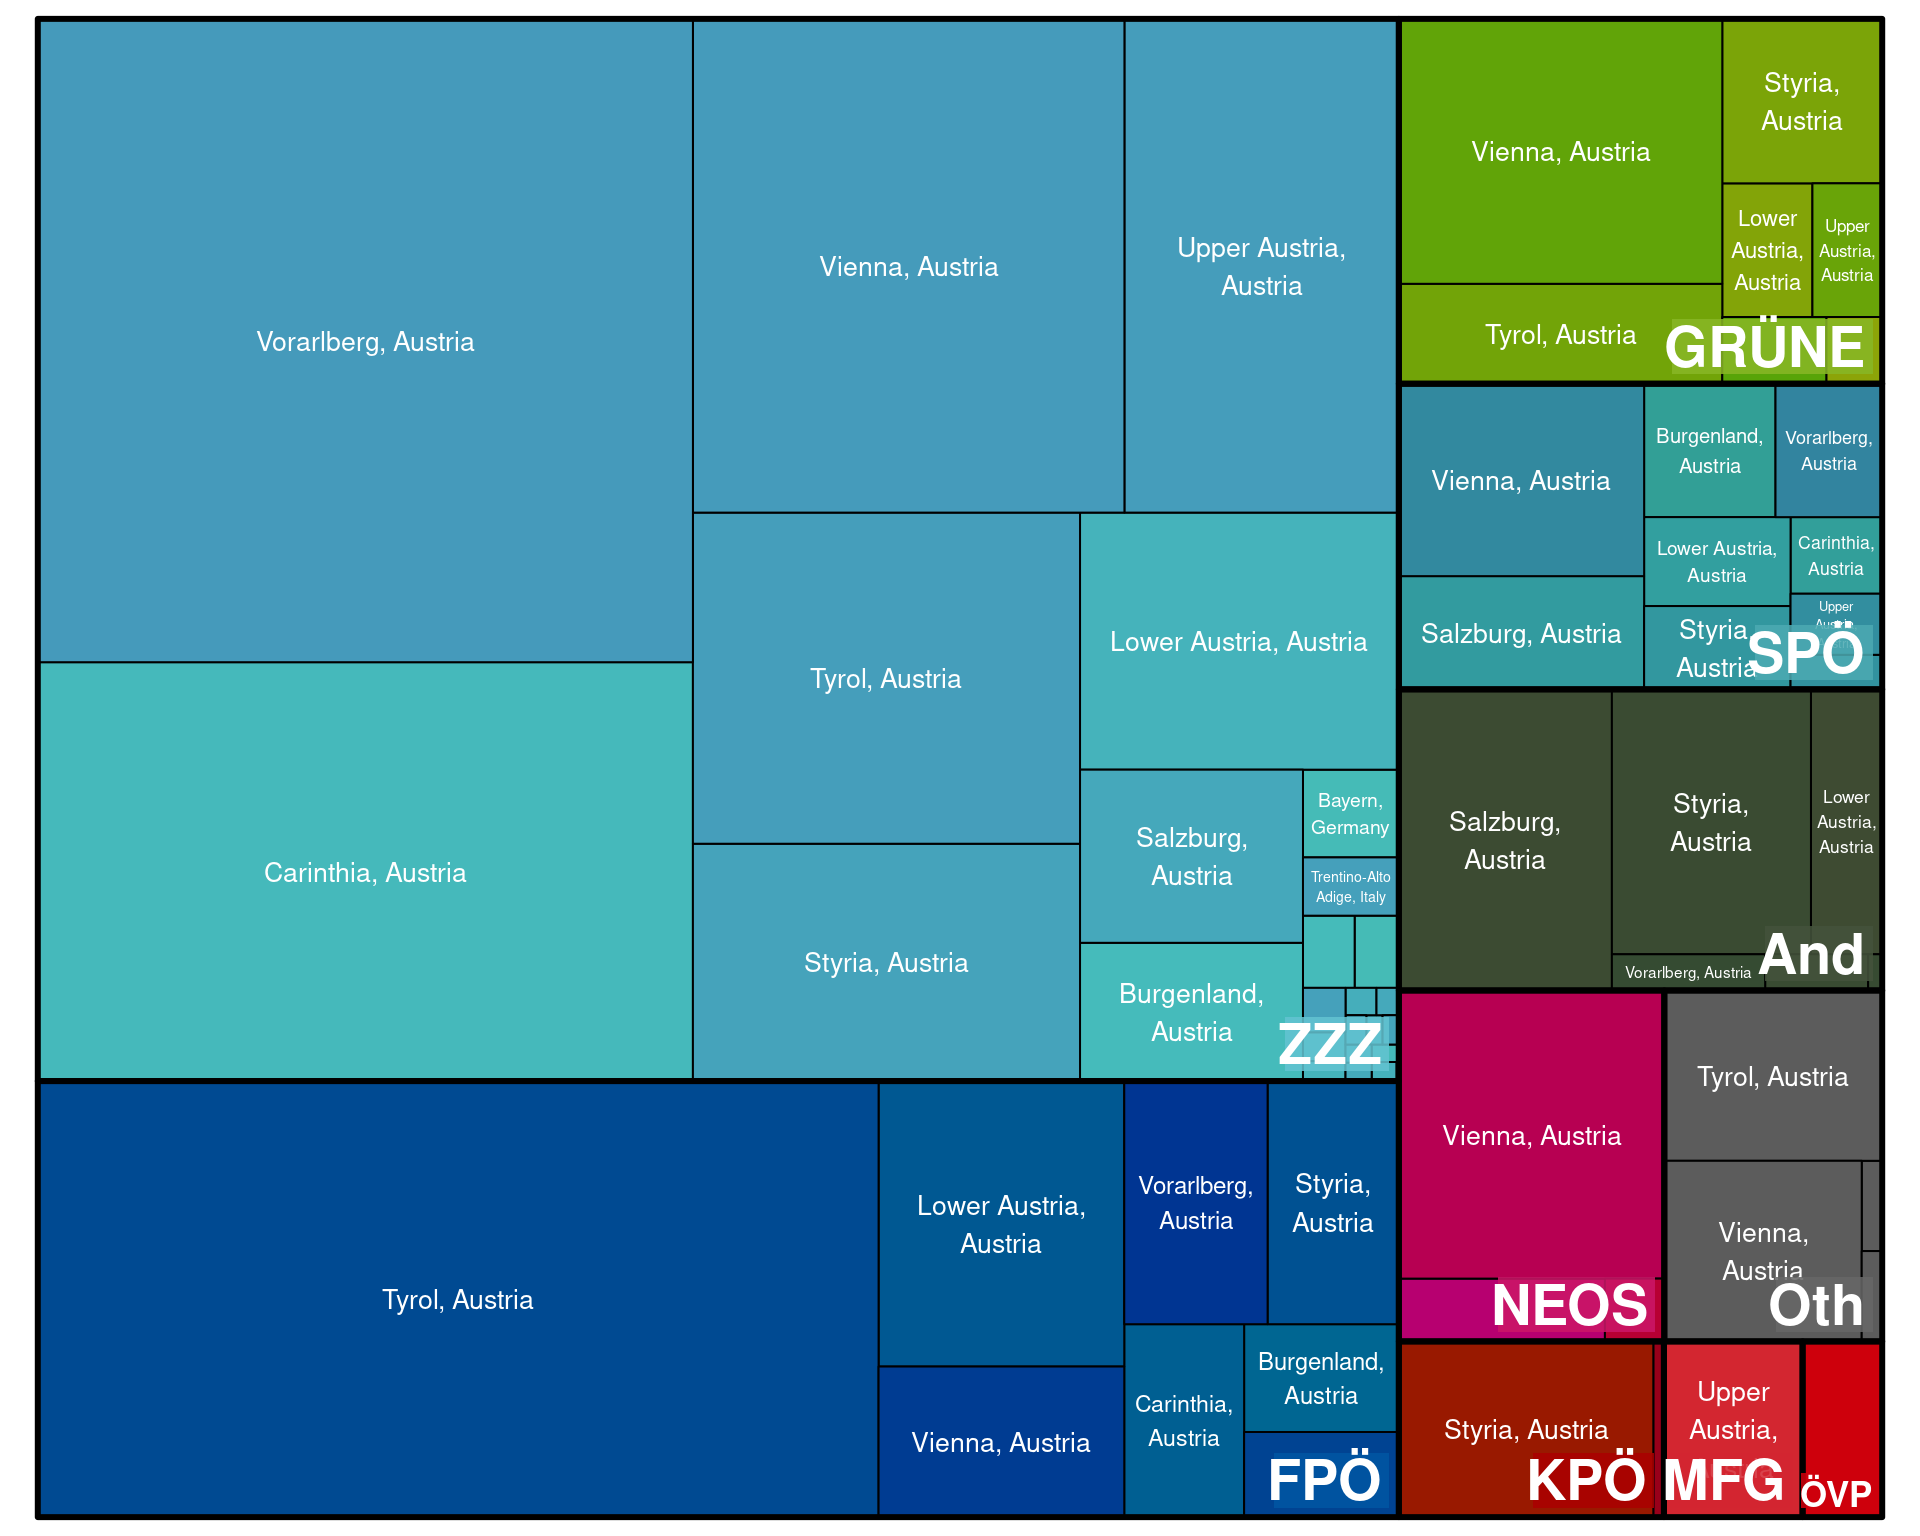 Vorarlberg, Austria
Vienna, Austria
Upper Austria,
Austria
Carinthia, Austria
Tyrol, Austria
Lower Austria, Austria
Styria, Austria
Salzburg,
Austria
Bayern,
Germany
Trentino-Alto
Adige, Italy
Burgenland,
Austria
ZZZ
Tyrol, Austria
Lower Austria,
Austria
Vienna, Austria
Vorarlberg,
Austria
Styria,
Austria
Carinthia,
Austria
Burgenland,
Austria
FPÖ
Vienna, Austria
Styria,
Austria
Lower
Austria,
Austria
Upper
Austria,
Austria
Tyrol, Austria
GRÜNE
Vienna, Austria
Burgenland,
Austria
Vorarlberg,
Austria
Lower Austria,
Austria
Carinthia,
Austria
Salzburg, Austria
Styria,
Austria
Upper
Austria,
SPÖ
Salzburg,
Austria
Styria,
Austria
Lower
Austria,
Austria
Vorarlberg, Austria
And
Vienna, Austria
NEOS
Tyrol, Austria
Vienna,
Austria
Oth
Styria, Austria
KPÖ
Upper
Austria,
MFG
ÖVP